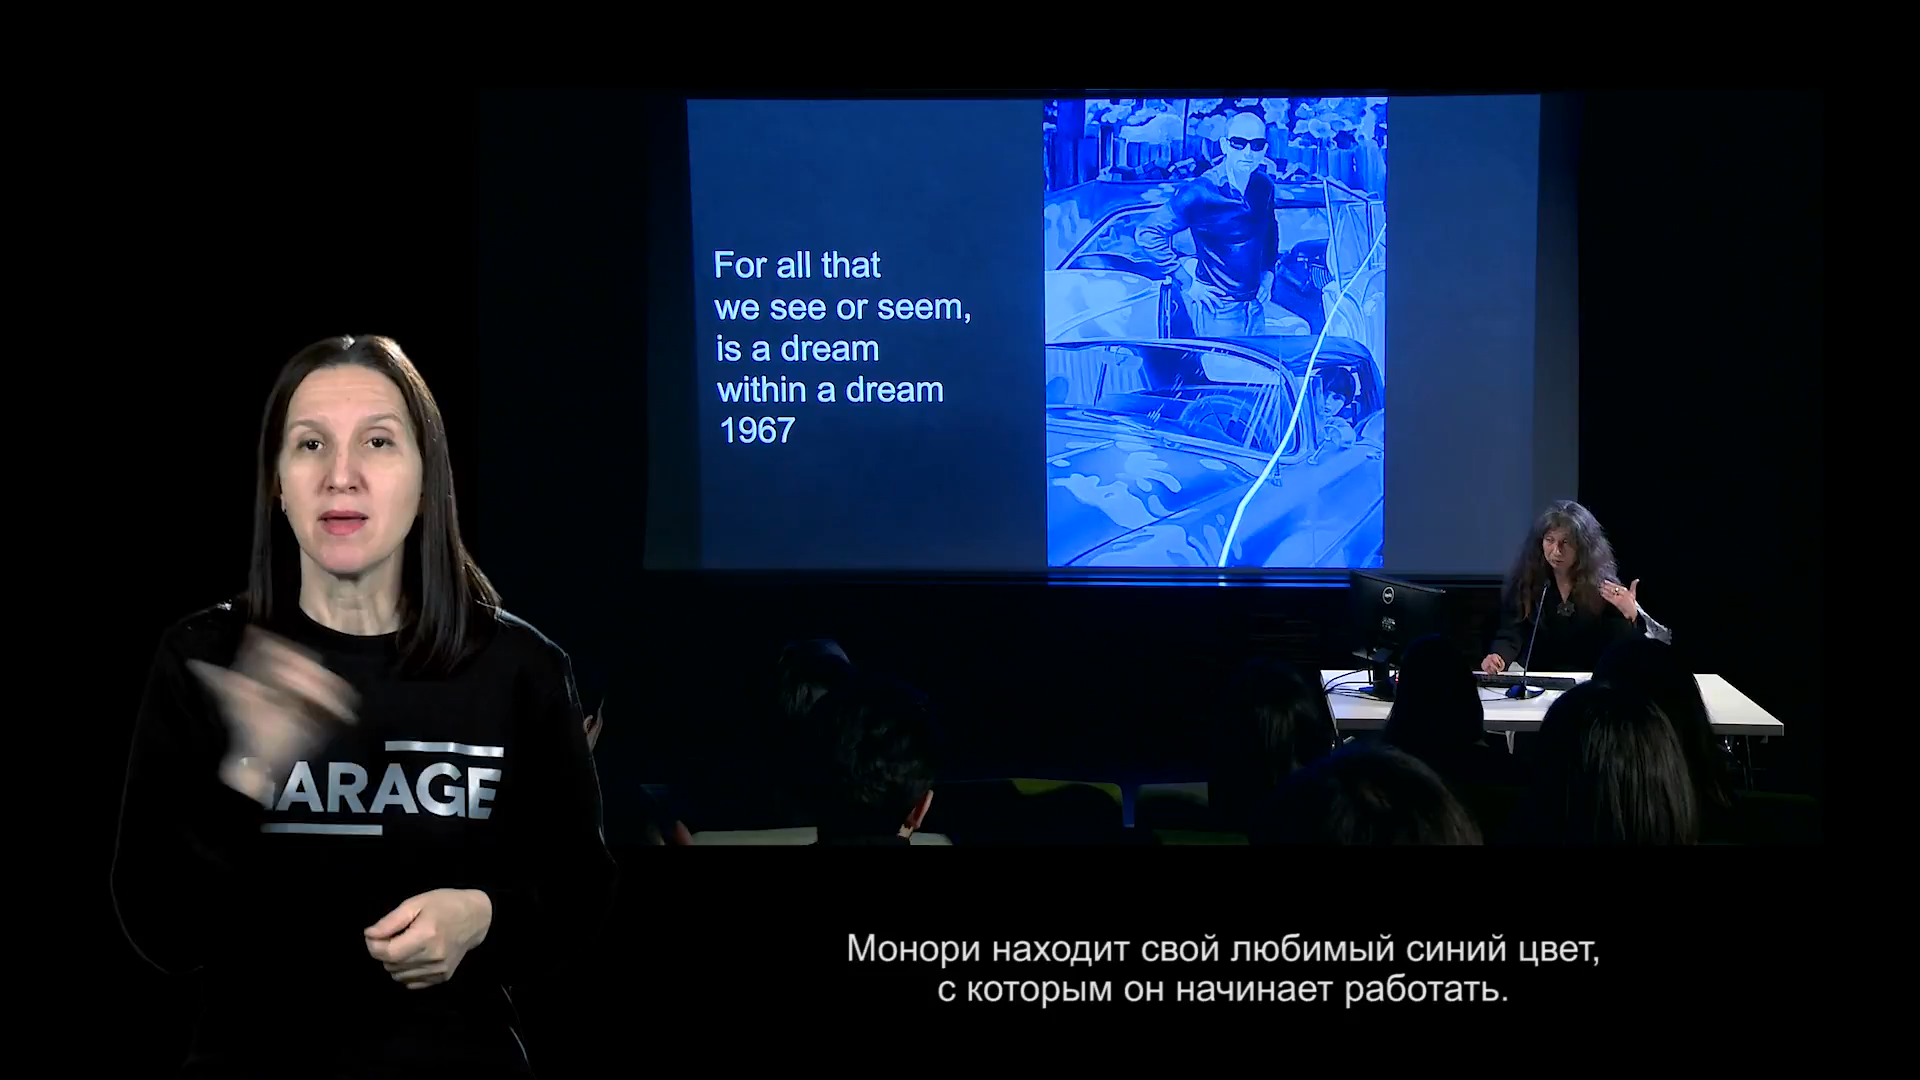 For all that
we see or seem,
is a dream
within a dream
1967
GARAGE
Монори находит свой любимый синий цвет,
с которым он начинает работать.